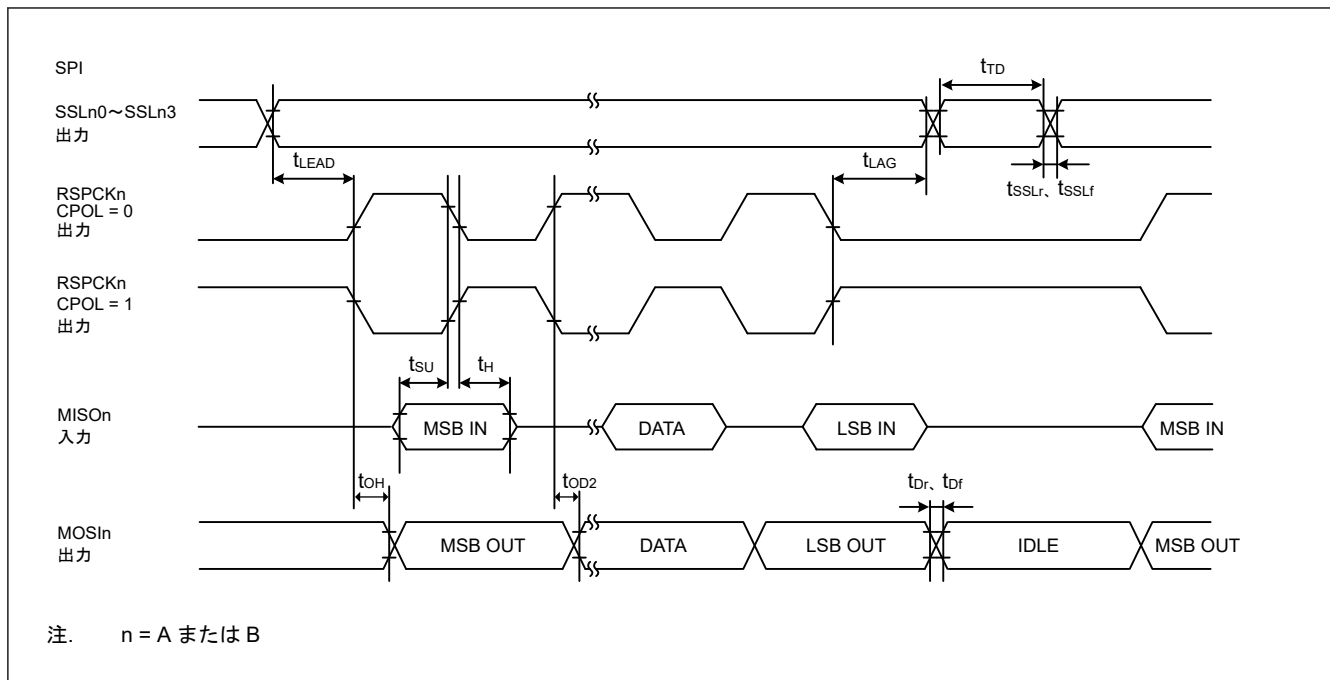 SPI
tTD
SSLn0～SSLn3
出力
tLEAD
tLAG
tSSLr、tSSLf
RSPCKn
CPOL = 0
出力
RSPCKn
CPOL = 1
出力
tSU
tH
MISOn
入力
MSB IN
DATA
LSB IN
MSB IN
tOH
tOD2
tDr、tDf
MOSIn
出力
MSB OUT
DATA
LSB OUT
IDLE
MSB OUT
注. n = A または B